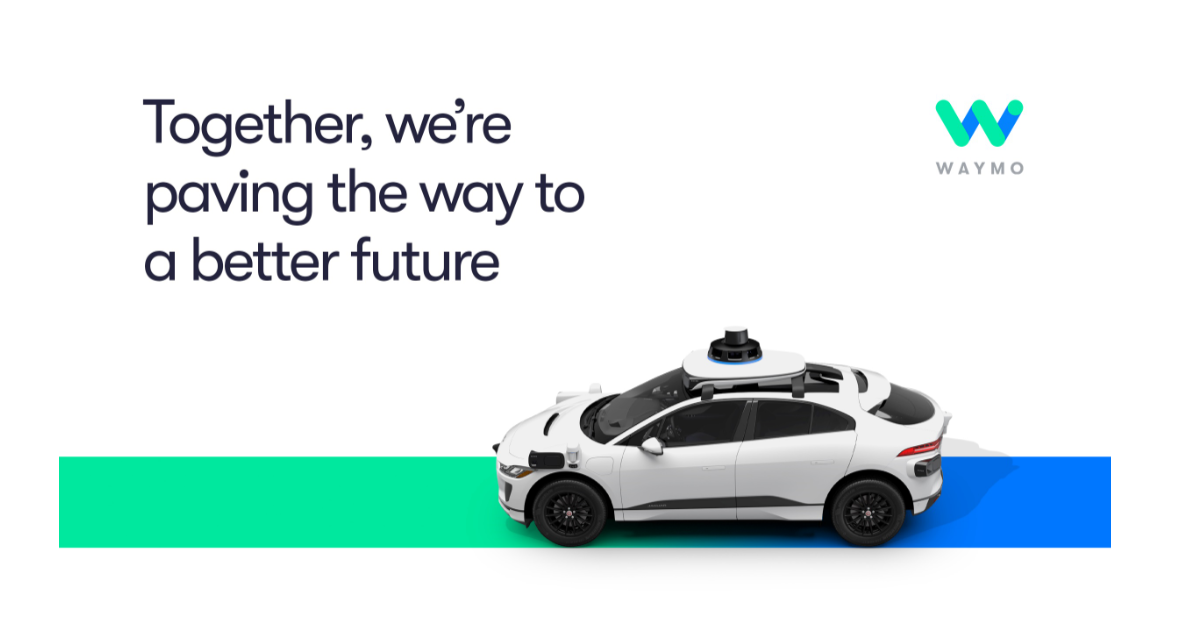 Together, we’re
paving the way to
a better future
WAYMO